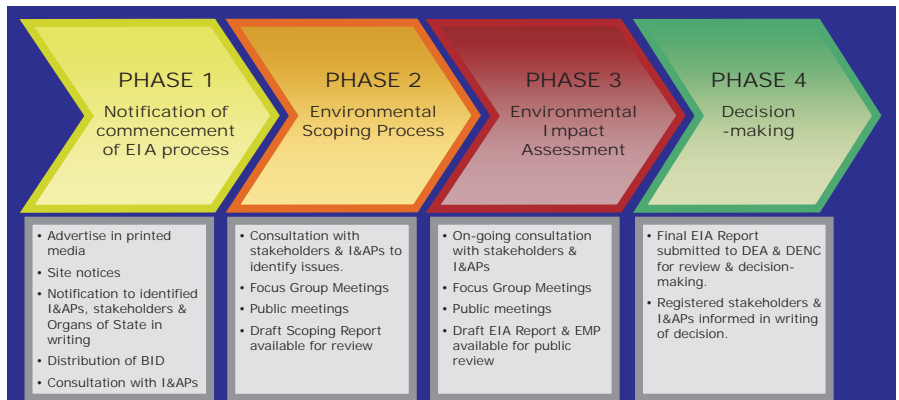 PHASE 1
Notification of
commencement
of EIA process
PHASE 2
Environmental
Scoping Process
PHASE 3
Environmental
Impact
Assessment
PHASE 4
Decision
-making
• Advertise in printed
media
• Site notices
• Notification to identified
I&APs, stakeholders &
Organs of State in
writing
• Distribution of BID
• Consultation with I&APs
• Consultation with
stakeholders & I&APs to
identify issues.
• Focus Group Meetings
• Public meetings
• Draft Scoping Report
available for review
• On-going consultation
with stakeholders &
I&APs
• Focus Group Meetings
• Public meetings
• Draft EIA Report & EMP
available for public
review
• Final EIA Report
submitted to DEA & DENC
for review & decision-
making.
• Registered stakeholders &
I&APs informed in writing
of decision.